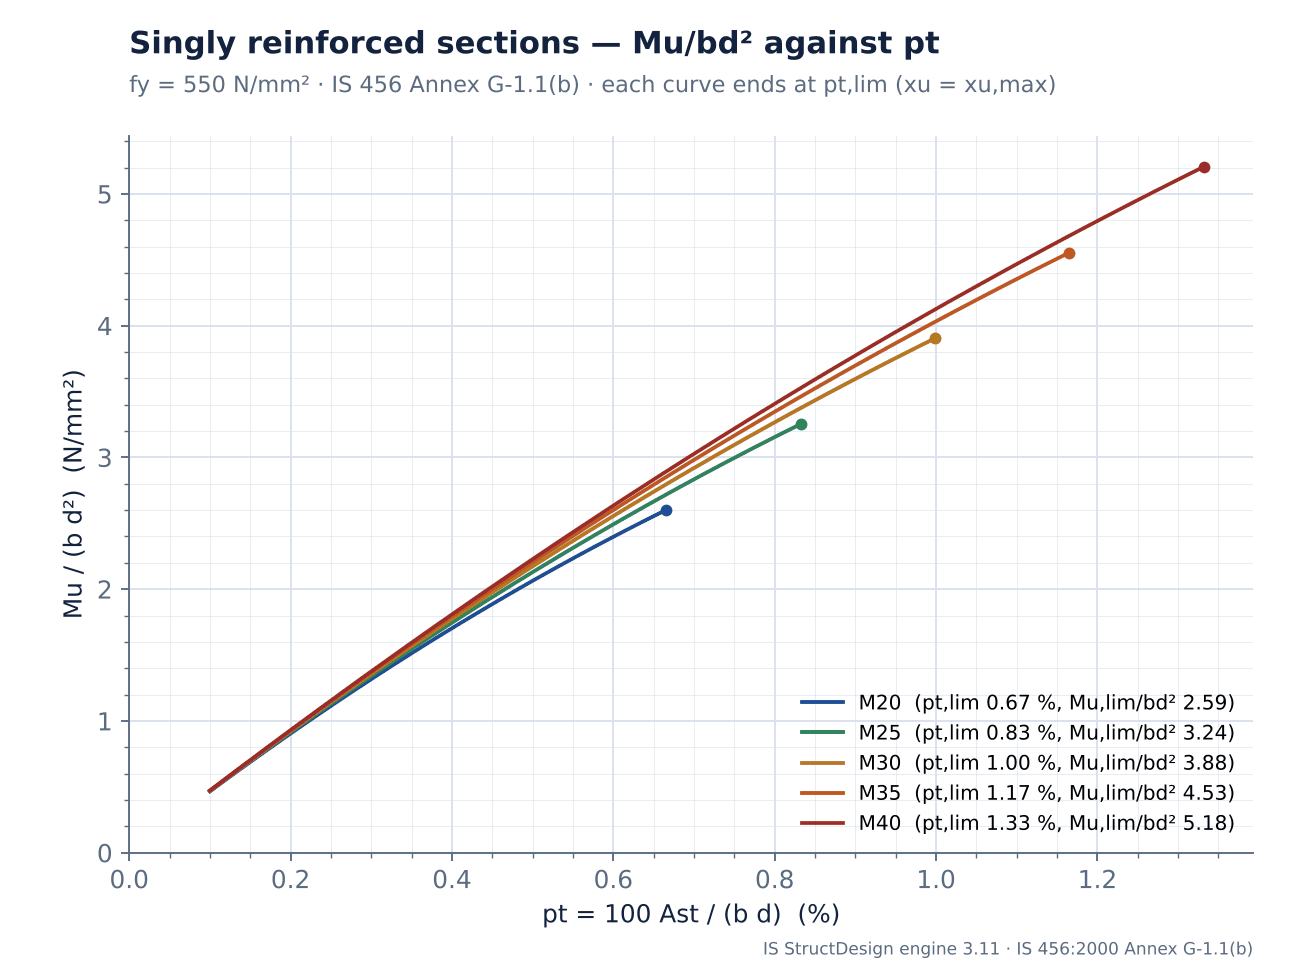 Singly reinforced sections — Mu/bd² against pt
fy = 550 N/mm² · IS 456 Annex G-1.1(b) · each curve ends at pt,lim (xu = xu,max)
Mu / (b d²)  (N/mm²)
5
4
3
2
1
0
M20  (pt,lim 0.67 %, Mu,lim/bd² 2.59)
M25  (pt,lim 0.83 %, Mu,lim/bd² 3.24)
M30  (pt,lim 1.00 %, Mu,lim/bd² 3.88)
M35  (pt,lim 1.17 %, Mu,lim/bd² 4.53)
M40  (pt,lim 1.33 %, Mu,lim/bd² 5.18)
0.0 0.2 0.4 0.6 0.8 1.0 1.2
pt = 100 Ast / (b d)  (%)
IS StructDesign engine 3.11 · IS 456:2000 Annex G-1.1(b)